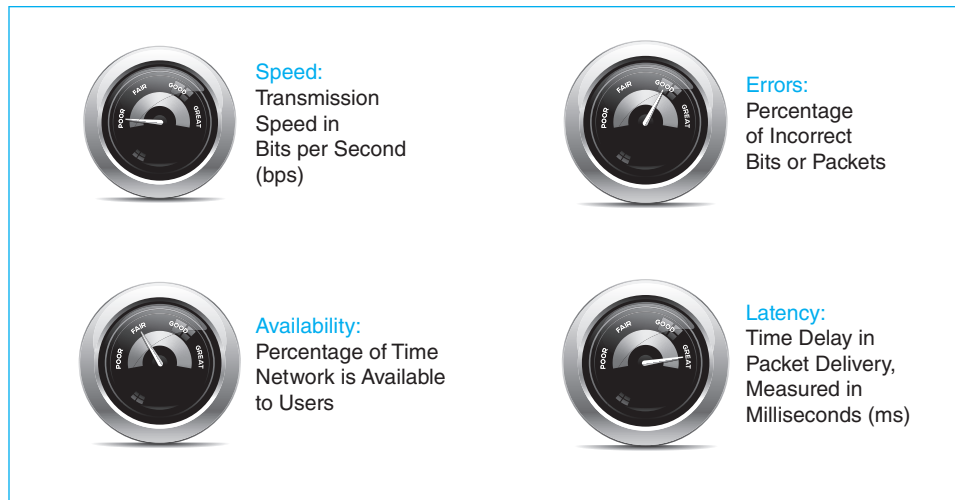 POOR
FAIR
GOOD
GREAT
Speed:
Transmission
Speed in
Bits per Second
(bps)
POOR
FAIR
GOOD
GREAT
Errors:
Percentage
of Incorrect
Bits or Packets
POOR
FAIR
GOOD
GREAT
Availability:
Percentage of Time
Network is Available
to Users
POOR
FAIR
GOOD
GREAT
Latency:
Time Delay in
Packet Delivery,
Measured in
Milliseconds (ms)